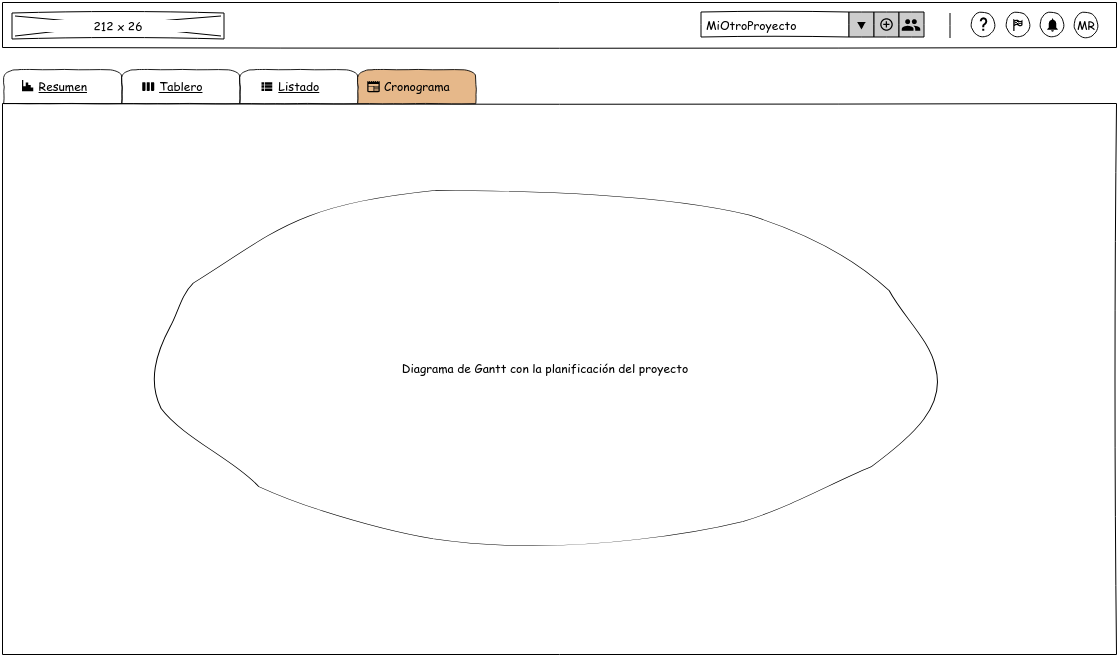 212 x 26
MiOtroProyecto
?
MR
Resumen
Tablero
Listado
Cronograma
Diagrama de Gantt con la planificación del proyecto